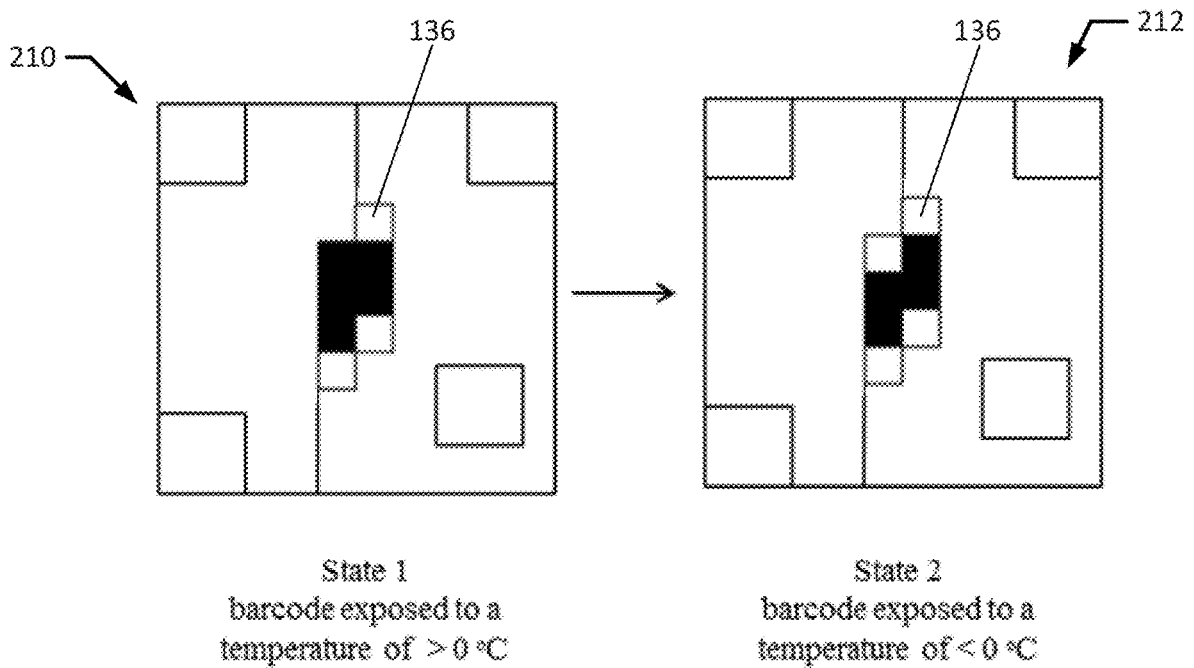 210
136
136
212
State 1
barcode exposed to a
temperature of > 0 °C
State 2
barcode exposed to a
temperature of < 0 °C